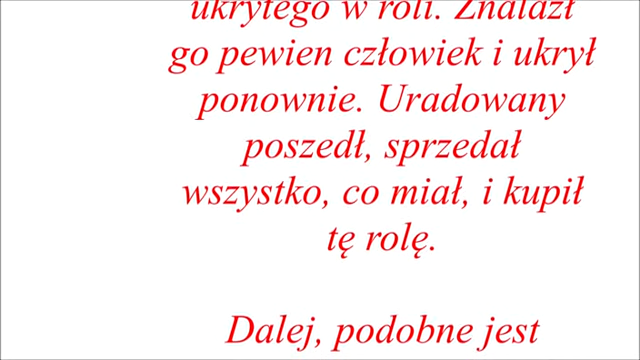 ukrytego w roli. Znalazł
go pewien człowiek i ukrył
ponownie. Uradowany
poszedł, sprzedał
wszystko, co miał, i kupił
tę rolę.
Dalej, podobne jest